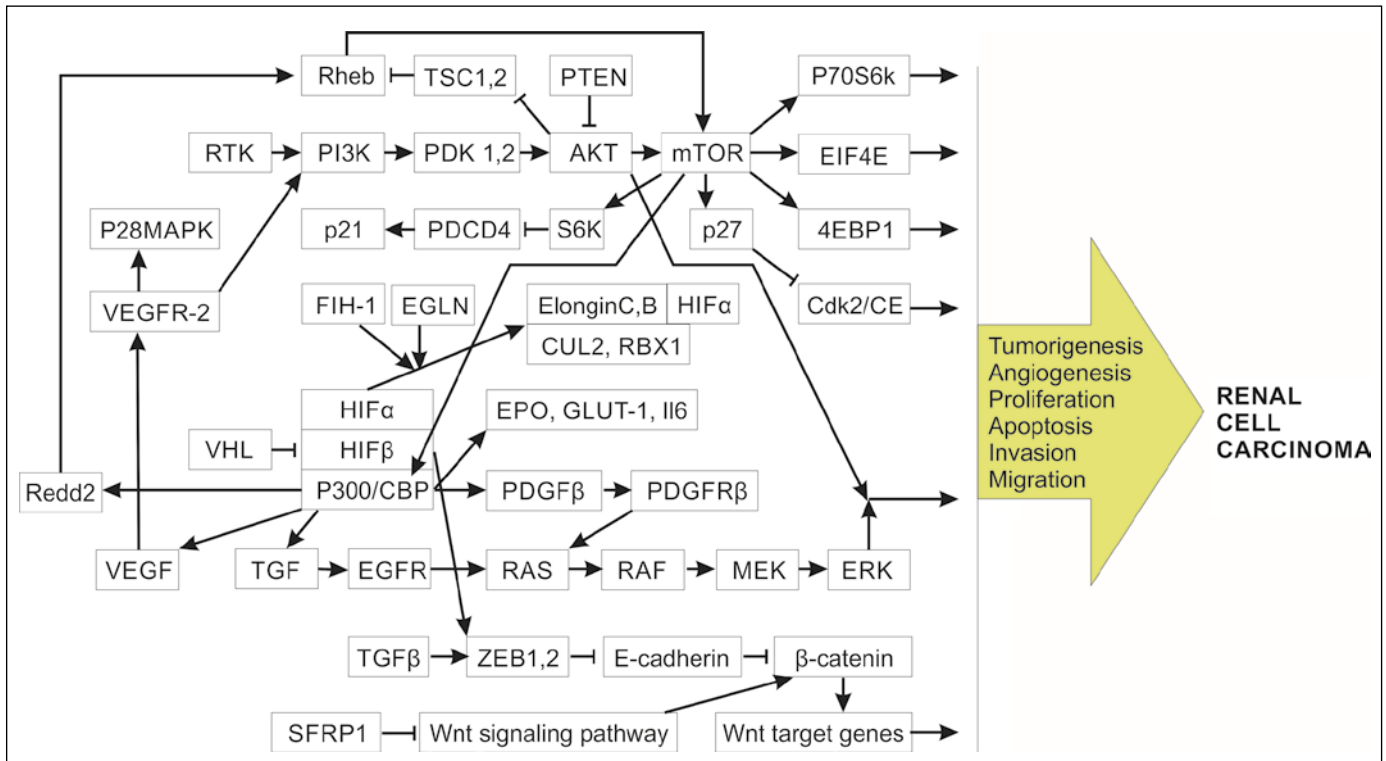 Rheb
TSC1,2
PTEN
P70S6k
RTK
PI3K
PDK 1,2
AKT
mTOR
EIF4E
P28MAPK
p21
PDCD4
S6K
p27
4EBP1
VEGFR-2
FIH-1
EGLN
ElonginC,B
HIFα
Cdk2/CE
CUL2, RBX1
Tumorigenesis
Angiogenesis
Proliferation
Apoptosis
Invasion
Migration
RENAL
CELL
CARCINOMA
HIFα
EPO, GLUT-1, Il6
VHL
HIFβ
Redd2
P300/CBP
PDGFβ
PDGFRβ
VEGF
TGF
EGFR
RAS
RAF
MEK
ERK
TGFβ
ZEB1,2
E-cadherin
β-catenin
SFRP1
Wnt signaling pathway
Wnt target genes